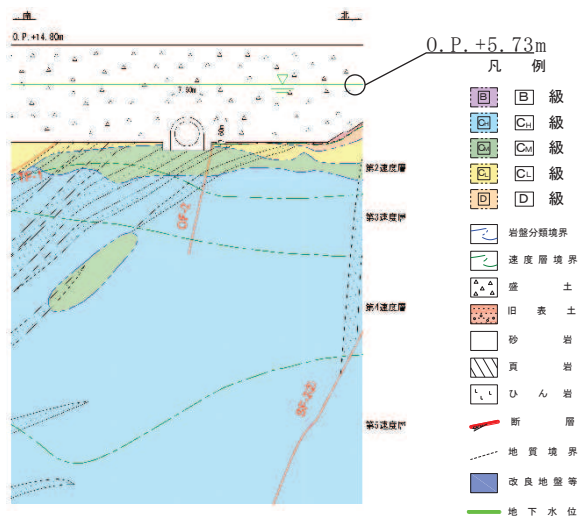 南 北
O.P.+14.80m
O.P.+5.73m
7.90m
第2速度層
第3速度層
OF-2
第4速度層
第5速度層
凡 例
B B 級
CH CH 級
CM CM 級
CL CL 級
D D 級
岩盤分類境界
速度層境界
盛 土
旧 表 土
砂 岩
頁 岩
ひ ん 岩
断 層
地 質 境 界
改 良 地 盤 等
地 下 水 位